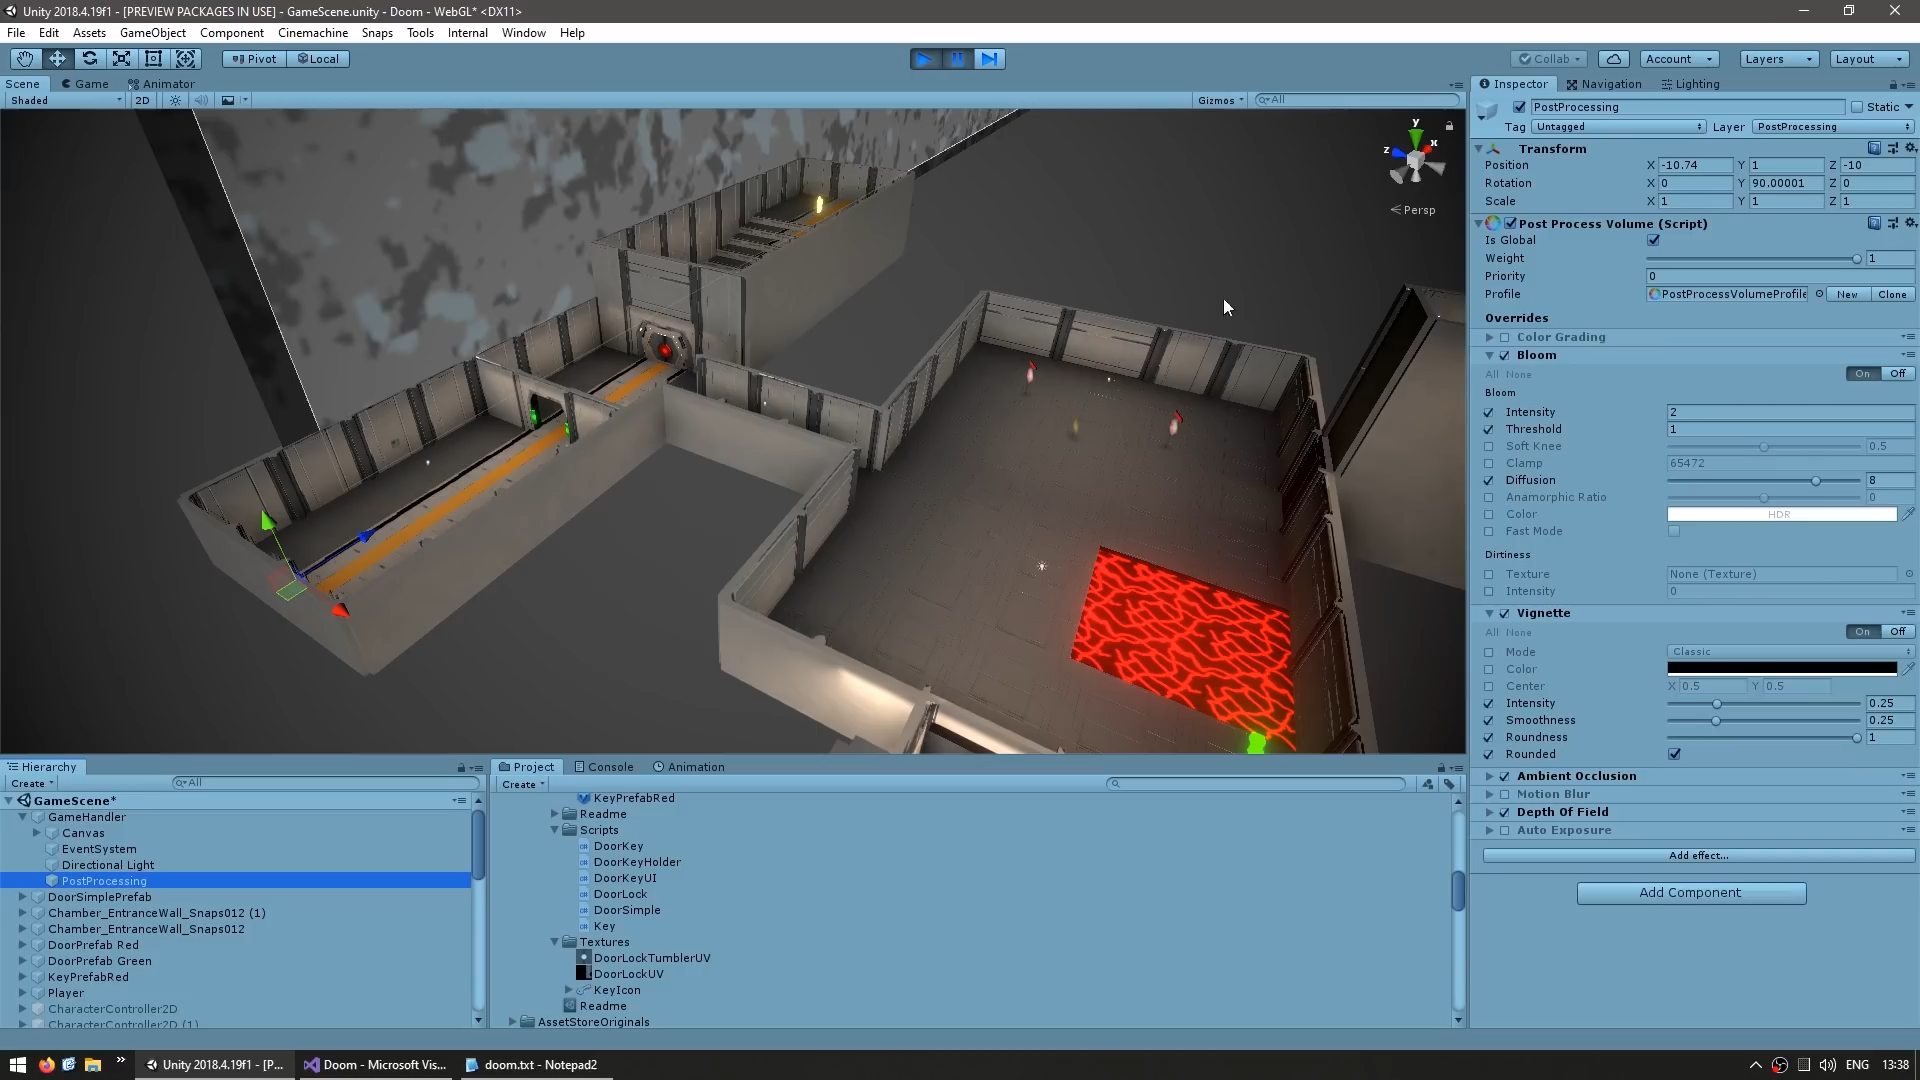 Unity 2018.4.19f1 - [PREVIEW PACKAGES IN USE] - GameScene.unity - Doom - WebGL* <DX11>
File Edit Assets GameObject Component Cinemachine Snaps Tools Internal Window Help
Pivot Local Collab Account Layers Layout
Scene Game Animator
Shaded 2D Gizmos All
y
x
z
Persp
Inspector Navigation Lighting
PostProcessing Static
Tag Untagged Layer PostProcessing
Transform
Position X -10.74 Y 1 Z -10
Rotation X 0 Y 90.00001 Z 0
Scale X 1 Y 1 Z 1
Post Process Volume (Script)
Is Global
Weight 1
Priority 0
Profile PostProcessVolumeProfile New Clone
Overrides
Color Grading
Bloom
All None On Off
Bloom
Intensity 2
Threshold 1
Soft Knee 0.5
Clamp 65472
Diffusion 8
Anamorphic Ratio 0
Color HDR
Fast Mode
Dirtiness
Texture None (Texture)
Intensity 0
Vignette
All None On Off
Mode Classic
Color
Center X 0.5 Y 0.5
Intensity 0.25
Smoothness 0.25
Roundness 1
Rounded
Ambient Occlusion
Motion Blur
Depth Of Field
Auto Exposure
Add effect...
Add Component
Hierarchy
Create All
GameScene*
GameHandler
Canvas
EventSystem
Directional Light
PostProcessing
DoorSimplePrefab
Chamber_EntranceWall_Snaps012 (1)
Chamber_EntranceWall_Snaps012
DoorPrefab Red
DoorPrefab Green
KeyPrefabRed
Player
CharacterController2D
CharacterController2D (1)
Project Console Animation
Create
KeyPrefabRed
Readme
Scripts
DoorKey
DoorKeyHolder
DoorKeyUI
DoorLock
DoorSimple
Key
Textures
DoorLockTumblerUV
DoorLockUV
KeyIcon
Readme
AssetStoreOriginals
Unity 2018.4.19f1 - [P... Doom - Microsoft Vis... doom.txt - Notepad2 ENG 13:38